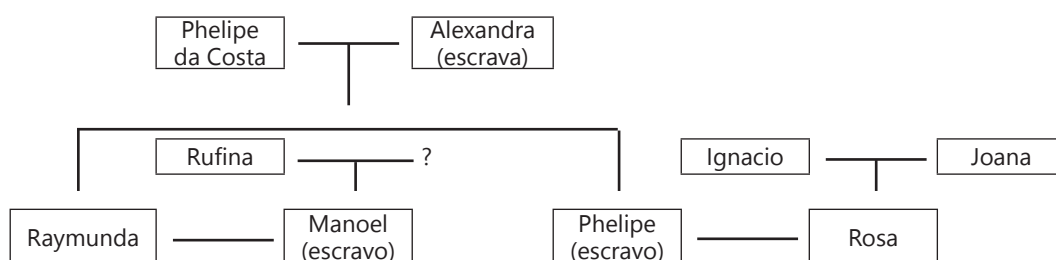 Phelipe
da Costa
Alexandra
(escrava)
Rufina
?
Ignacio
Joana
Raymunda
Manoel
(escravo)
Phelipe
(escravo)
Rosa